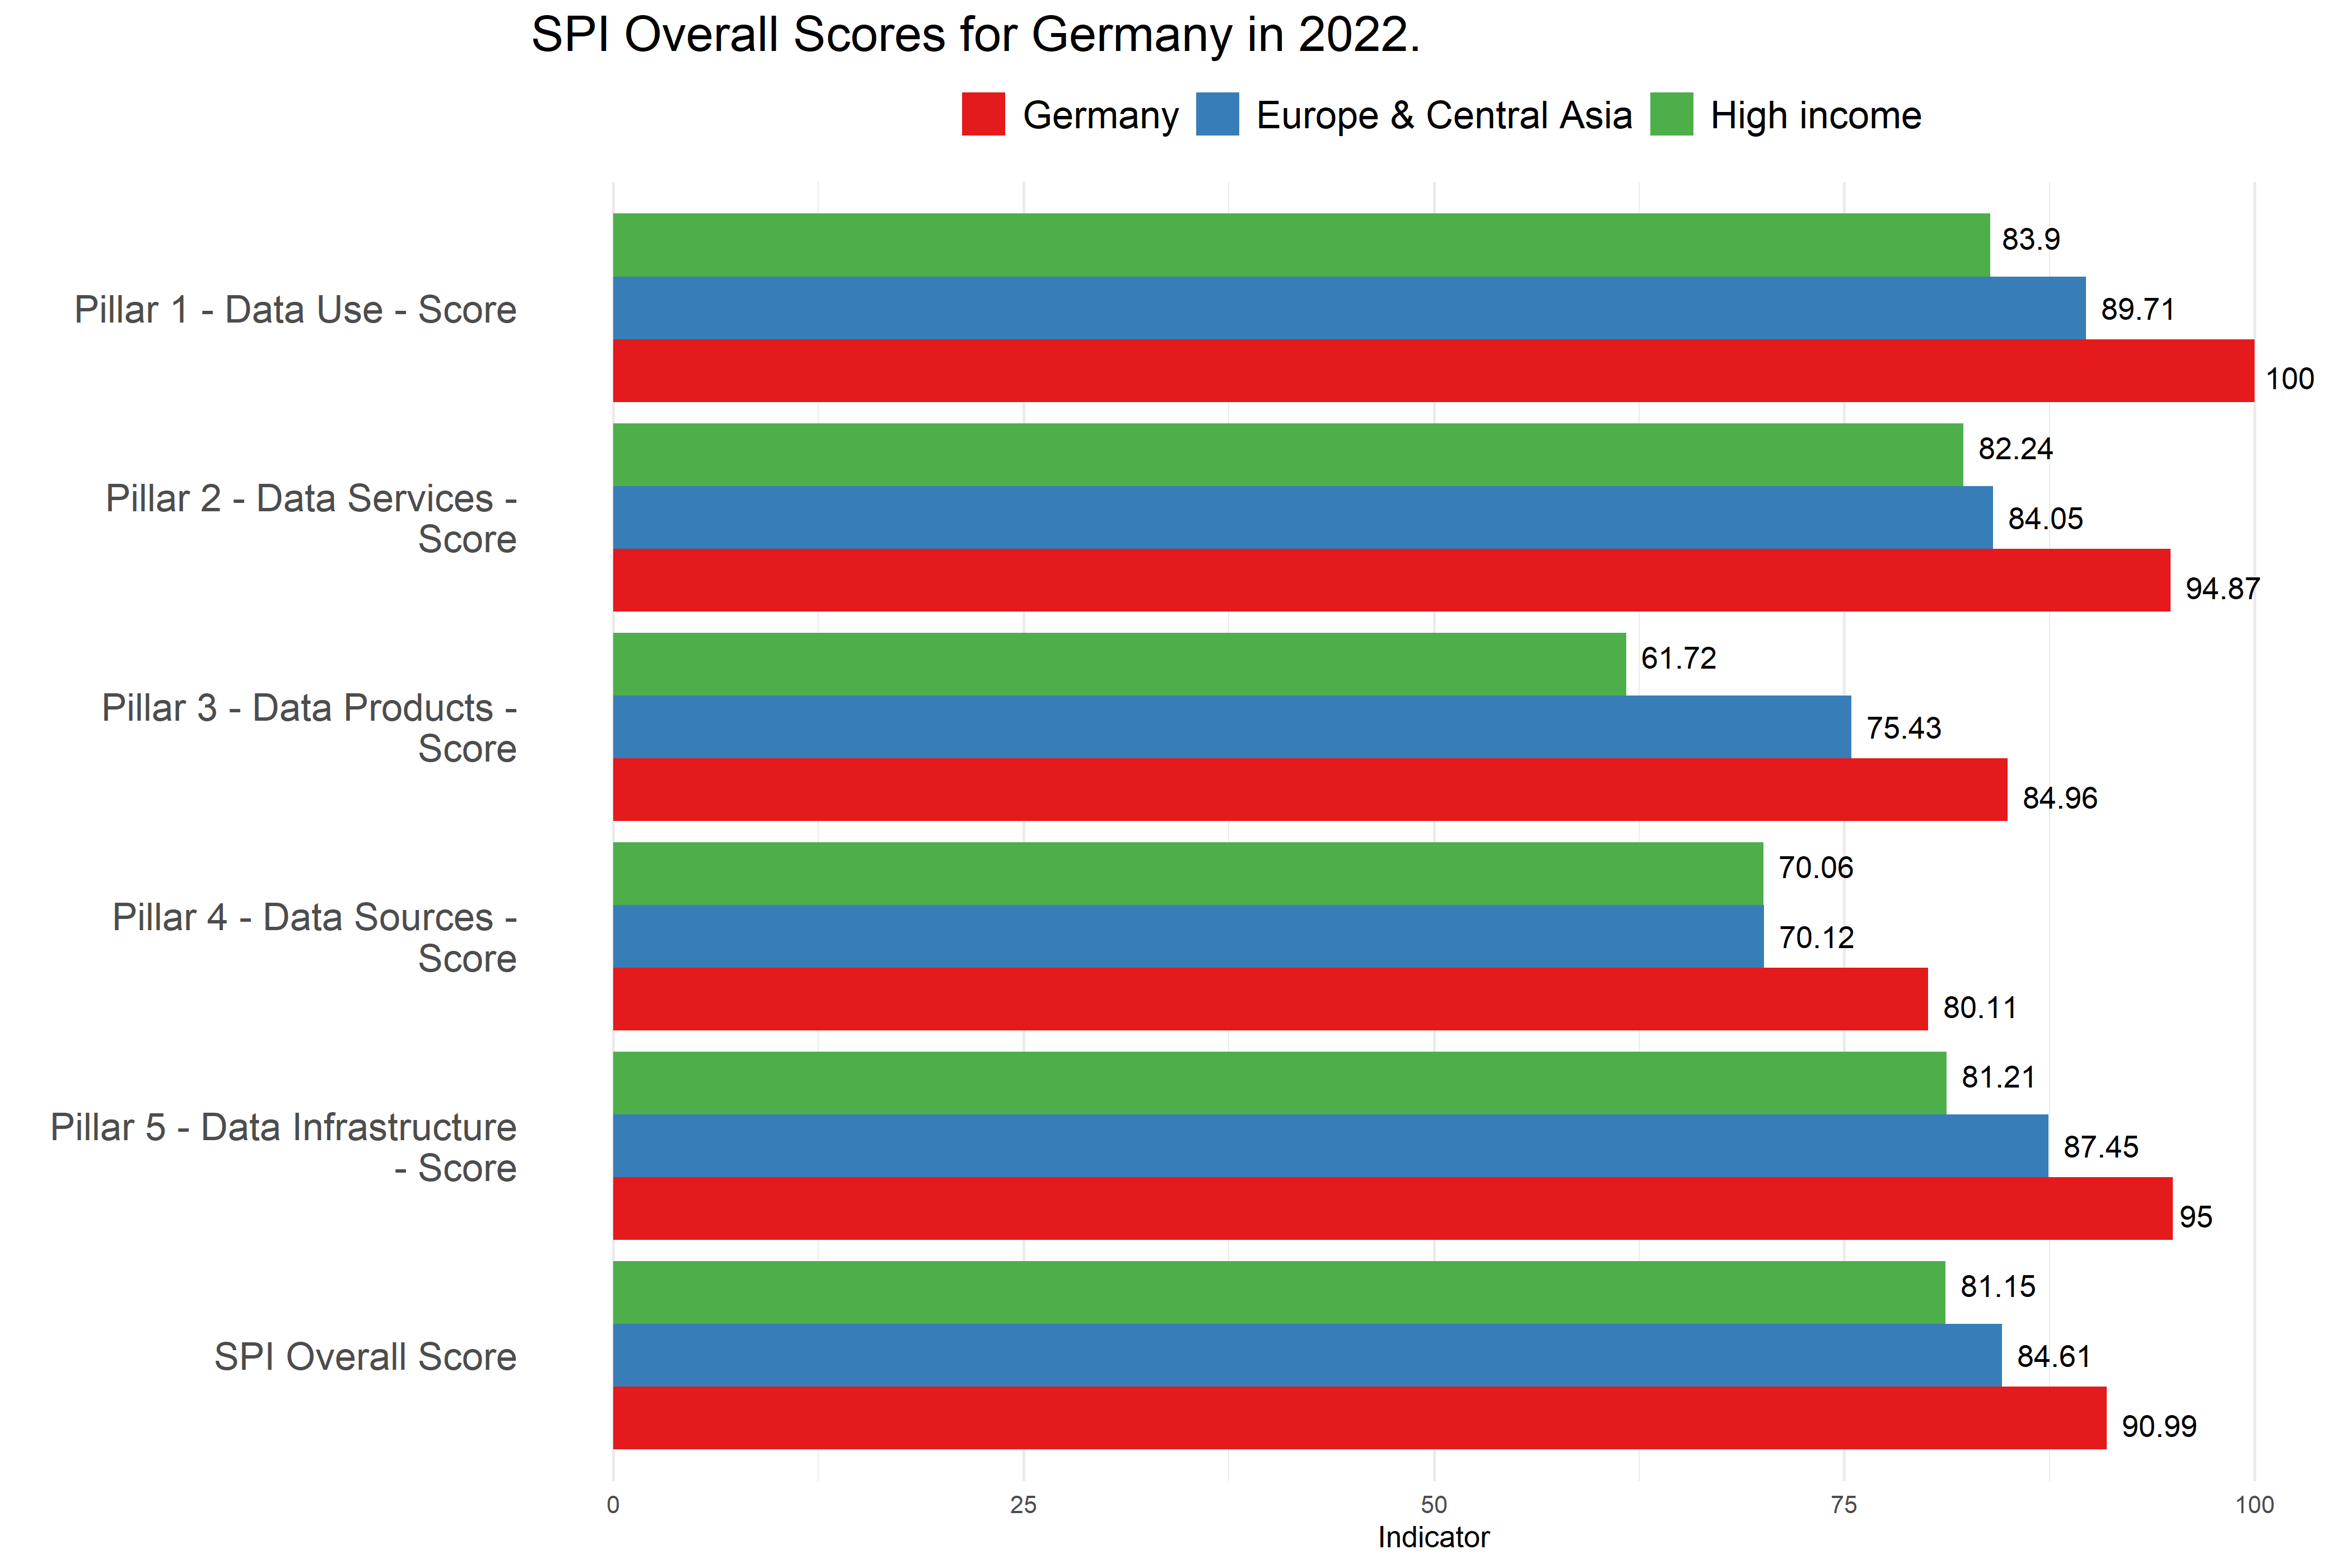 SPI Overall Scores for Germany in 2022.
Germany Europe & Central Asia High income
Pillar 1 - Data Use - Score
83.9
89.71
100
Pillar 2 - Data Services -
Score
82.24
84.05
94.87
Pillar 3 - Data Products -
Score
61.72
75.43
84.96
Pillar 4 - Data Sources -
Score
70.06
70.12
80.11
Pillar 5 - Data Infrastructure
- Score
81.21
87.45
95
SPI Overall Score
81.15
84.61
90.99
0 25 50 75 100
Indicator